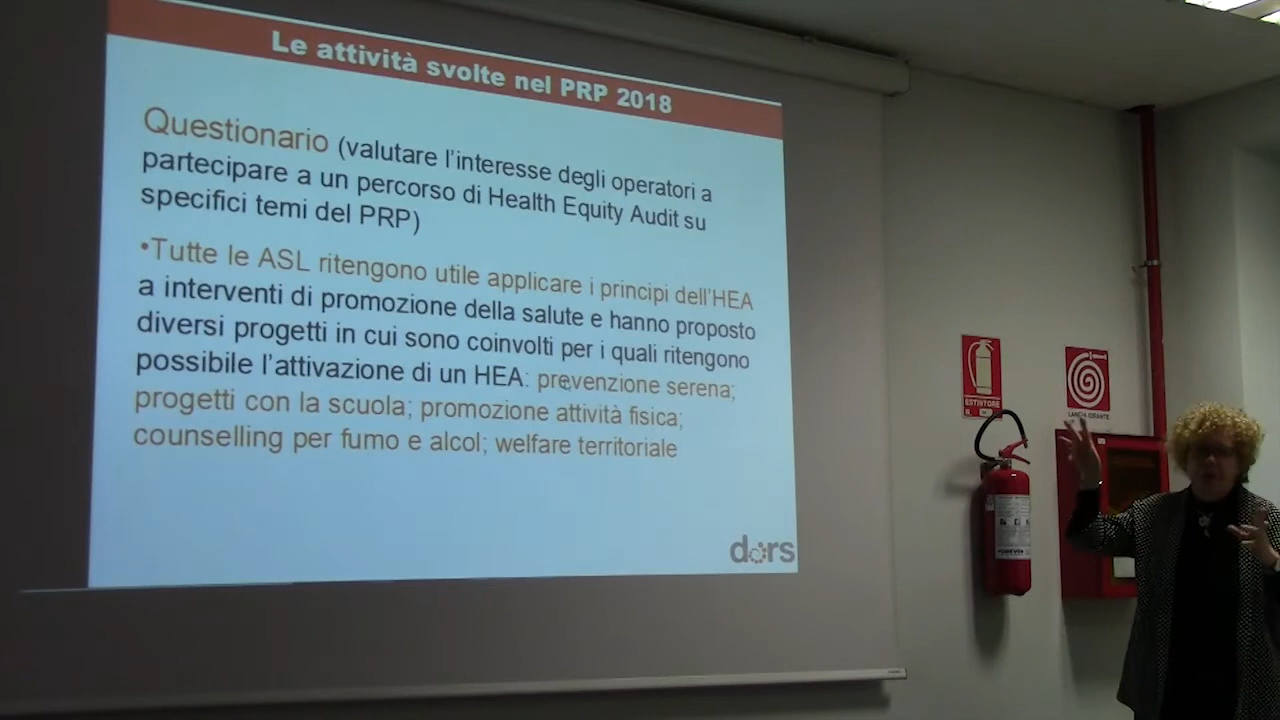 Le attività svolte nel PRP 2018
Questionario (valutare l'interesse degli operatori a
partecipare a un percorso di Health Equity Audit su
specifici temi del PRP)
•Tutte le ASL ritengono utile applicare i principi dell'HEA
a interventi di promozione della salute e hanno proposto
diversi progetti in cui sono coinvolti per i quali ritengono
possibile l'attivazione di un HEA: prevenzione serena;
progetti con la scuola; promozione attività fisica;
counselling per fumo e alcol; welfare territoriale
dors
ESTINTORE
LANCIA IDRANTE